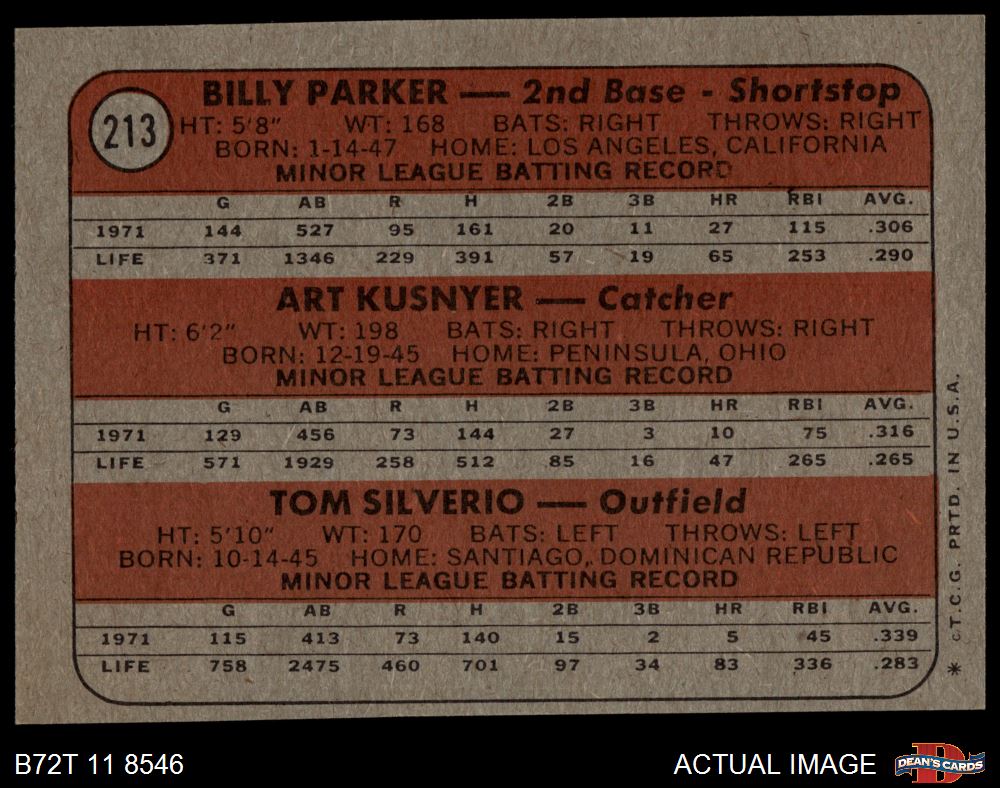 213
BILLY PARKER — 2nd Base - Shortstop
HT: 5'8" WT: 168 BATS: RIGHT THROWS: RIGHT
BORN: 1-14-47 HOME: LOS ANGELES, CALIFORNIA
MINOR LEAGUE BATTING RECORD
G AB R H 2B 3B HR RBI AVG.
1971 144 527 95 161 20 11 27 115 .306
LIFE 371 1346 229 391 57 19 65 253 .290
ART KUSNYER — Catcher
HT: 6'2" WT: 198 BATS: RIGHT THROWS: RIGHT
BORN: 12-19-45 HOME: PENINSULA, OHIO
MINOR LEAGUE BATTING RECORD
G AB R H 2B 3B HR RBI AVG.
1971 129 456 73 144 27 3 10 75 .316
LIFE 571 1929 258 512 85 16 47 265 .265
TOM SILVERIO — Outfield
HT: 5'10" WT: 170 BATS: LEFT THROWS: LEFT
BORN: 10-14-45 HOME: SANTIAGO, DOMINICAN REPUBLIC
MINOR LEAGUE BATTING RECORD
G AB R H 2B 3B HR RBI AVG.
1971 115 413 73 140 15 2 5 45 .339
LIFE 758 2475 460 701 97 34 83 336 .283
* ©T.C.G. PRTD. IN U.S.A.
B72T 11 8546
ACTUAL IMAGE
D
DEAN'S CARDS